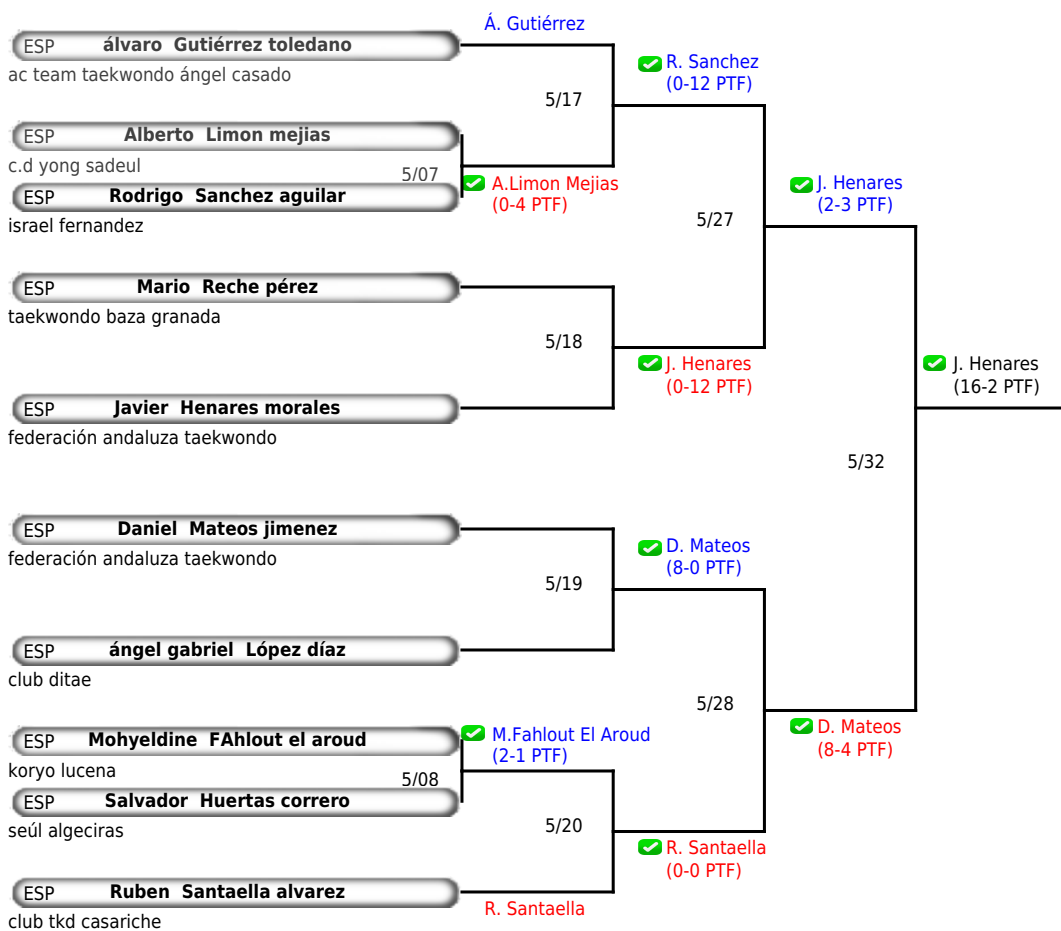 Á. Gutiérrez
ESP álvaro Gutiérrez toledano
ac team taekwondo ángel casado
R. Sanchez
(0-12 PTF)
5/17
ESP Alberto Limon mejias
c.d yong sadeul
5/07
A.Limon Mejias
(0-4 PTF)
ESP Rodrigo Sanchez aguilar
israel fernandez
J. Henares
(2-3 PTF)
5/27
ESP Mario Reche pérez
taekwondo baza granada
5/18
J. Henares
(0-12 PTF)
J. Henares
(16-2 PTF)
ESP Javier Henares morales
federación andaluza taekwondo
5/32
ESP Daniel Mateos jimenez
federación andaluza taekwondo
D. Mateos
(8-0 PTF)
5/19
ESP ángel gabriel López díaz
club ditae
5/28
ESP Mohyeldine FAhlout el aroud
koryo lucena
M.Fahlout El Aroud
(2-1 PTF)
D. Mateos
(8-4 PTF)
5/08
ESP Salvador Huertas correro
seúl algeciras
5/20
R. Santaella
(0-0 PTF)
ESP Ruben Santaella alvarez
club tkd casariche
R. Santaella